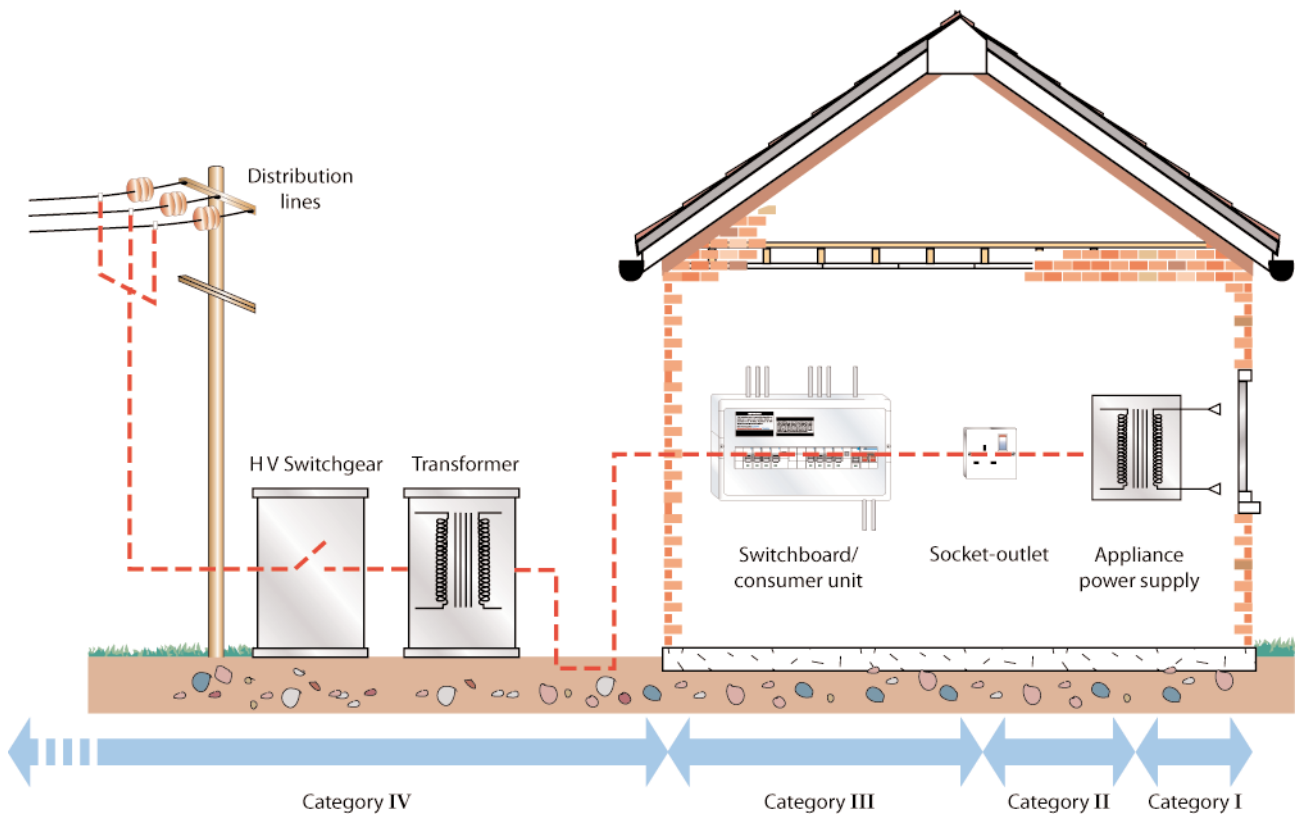 Distribution
lines
H V Switchgear
Transformer
Switchboard/
consumer unit
Socket-outlet
Appliance
power supply
Category IV
Category III
Category II
Category I